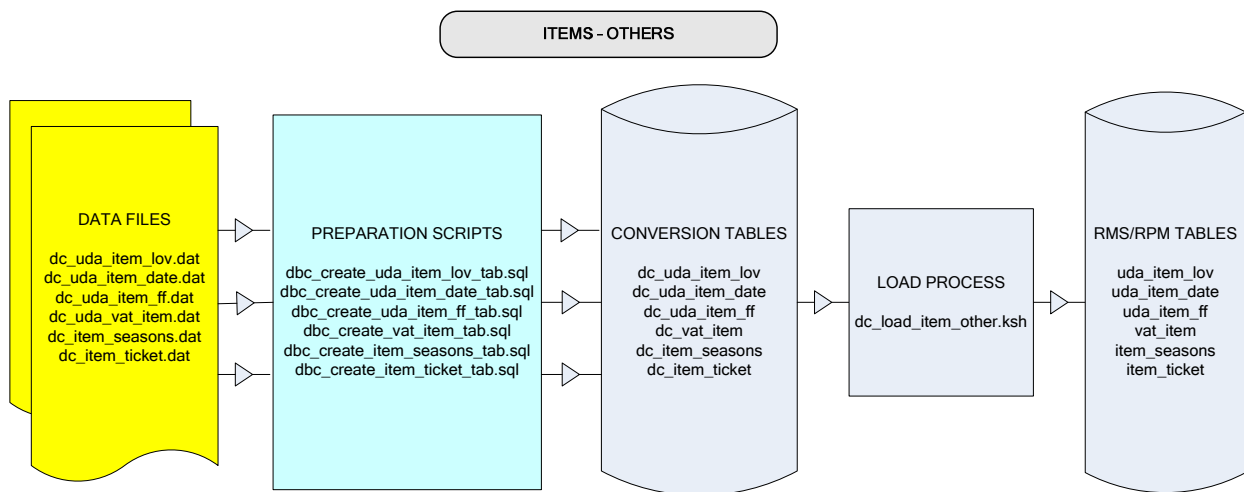 ITEMS - OTHERS
DATA FILES
dc_uda_item_lov.dat
dc_uda_item_date.dat
dc_uda_item_ff.dat
dc_uda_vat_item.dat
dc_item_seasons.dat
dc_item_ticket.dat
PREPARATION SCRIPTS
dbc_create_uda_item_lov_tab.sql
dbc_create_uda_item_date_tab.sql
dbc_create_uda_item_ff_tab.sql
dbc_create_vat_item_tab.sql
dbc_create_item_seasons_tab.sql
dbc_create_item_ticket_tab.sql
CONVERSION TABLES
dc_uda_item_lov
dc_uda_item_date
dc_uda_item_ff
dc_vat_item
dc_item_seasons
dc_item_ticket
LOAD PROCESS
dc_load_item_other.ksh
RMS/RPM TABLES
uda_item_lov
uda_item_date
uda_item_ff
vat_item
item_seasons
item_ticket